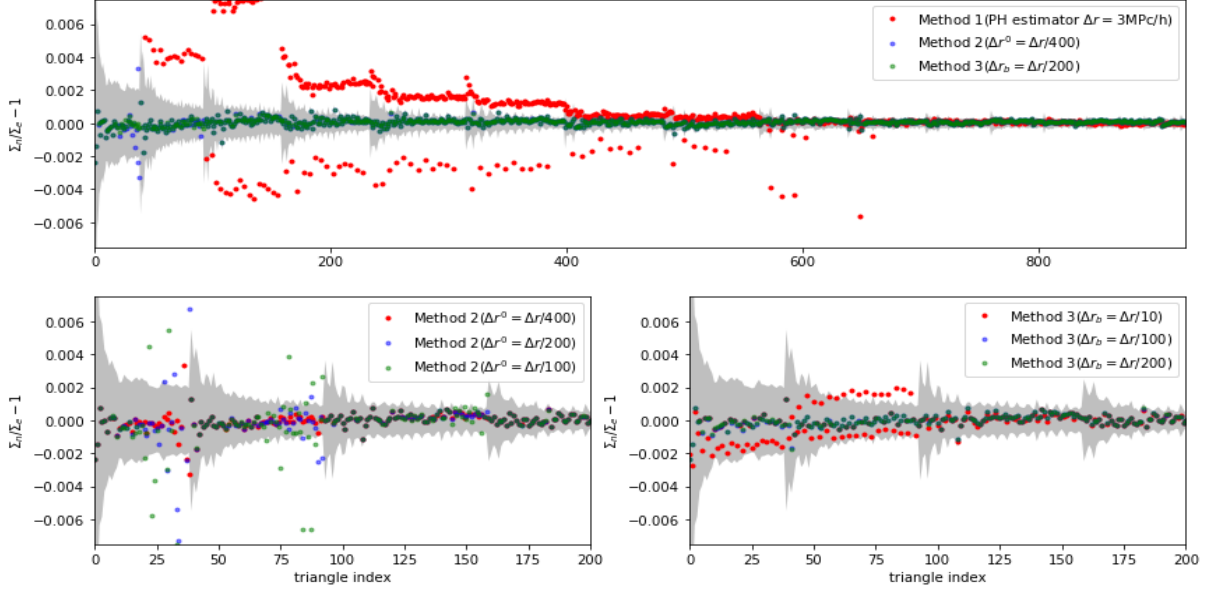 0.006
0.004
0.002
0.000
−0.002
−0.004
−0.006
Σₙ/Σₑ − 1
Method 1(PH estimator Δr = 3MPc/h)
Method 2(Δr⁰ = Δr/400)
Method 3(Δr_b = Δr/200)
0 200 400 600 800
0.006
0.004
0.002
0.000
−0.002
−0.004
−0.006
Σₙ/Σₑ − 1
Method 2(Δr⁰ = Δr/400)
Method 2(Δr⁰ = Δr/200)
Method 2(Δr⁰ = Δr/100)
0 25 50 75 100 125 150 175 200
triangle index
0.006
0.004
0.002
0.000
−0.002
−0.004
−0.006
Σₙ/Σₑ − 1
Method 3(Δr_b = Δr/10)
Method 3(Δr_b = Δr/100)
Method 3(Δr_b = Δr/200)
0 25 50 75 100 125 150 175 200
triangle index